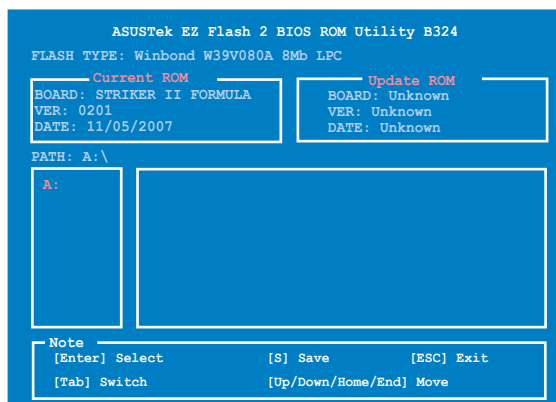 ASUSTek EZ Flash 2 BIOS ROM Utility B324
FLASH TYPE: Winbond W39V080A 8Mb LPC
Current ROM
BOARD: STRIKER II FORMULA
VER: 0201
DATE: 11/05/2007
Update ROM
BOARD: Unknown
VER: Unknown
DATE: Unknown
PATH: A:\
A:
Note
[Enter] Select [S] Save [ESC] Exit
[Tab] Switch [Up/Down/Home/End] Move